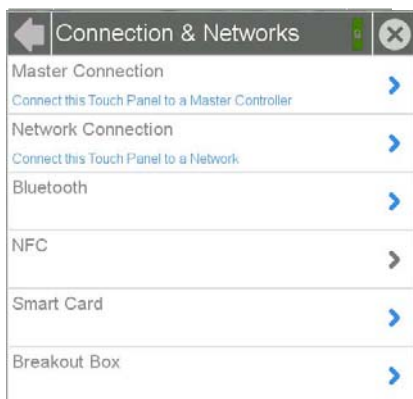 Connection & Networks
Master Connection
Connect this Touch Panel to a Master Controller
Network Connection
Connect this Touch Panel to a Network
Bluetooth
NFC
Smart Card
Breakout Box